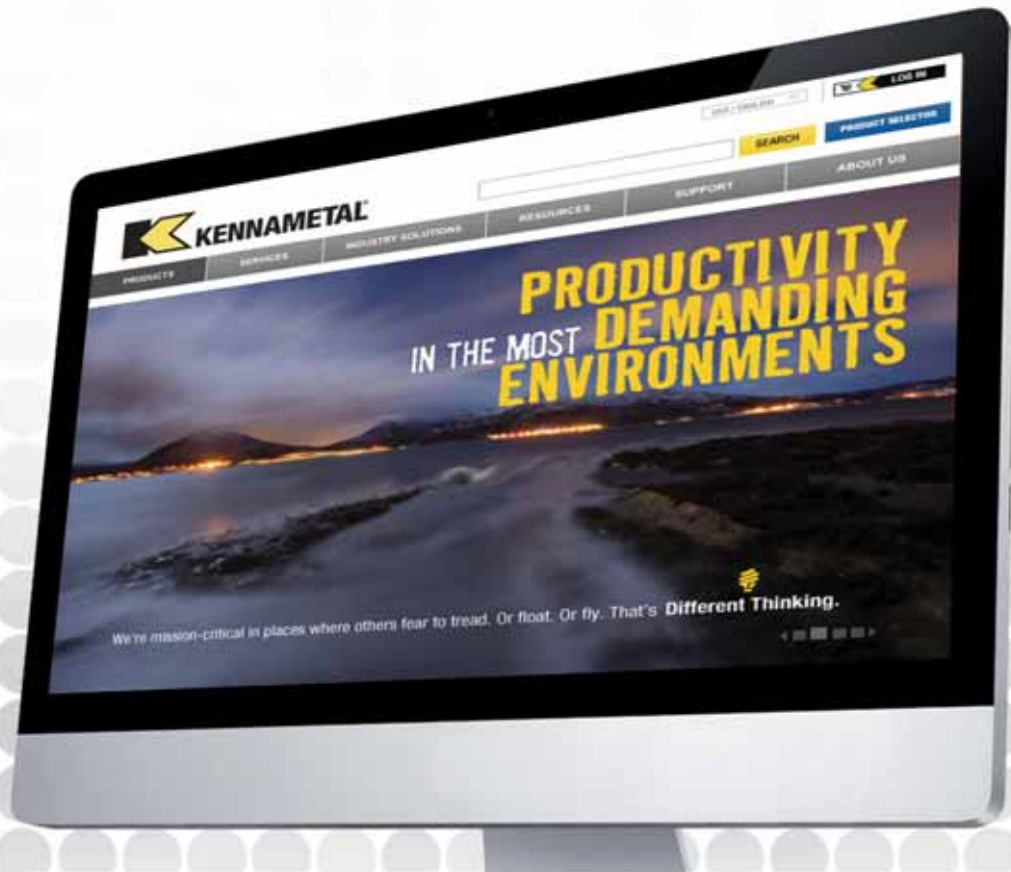 USA / ENGLISH
LOG IN
SEARCH
PRODUCT SELECTOR
KENNAMETAL®
PRODUCTS
SERVICES
INDUSTRY SOLUTIONS
RESOURCES
SUPPORT
ABOUT US
PRODUCTIVITY
IN THE MOST DEMANDING
ENVIRONMENTS
We're mission-critical in places where others fear to tread. Or float. Or fly. That's Different Thinking.